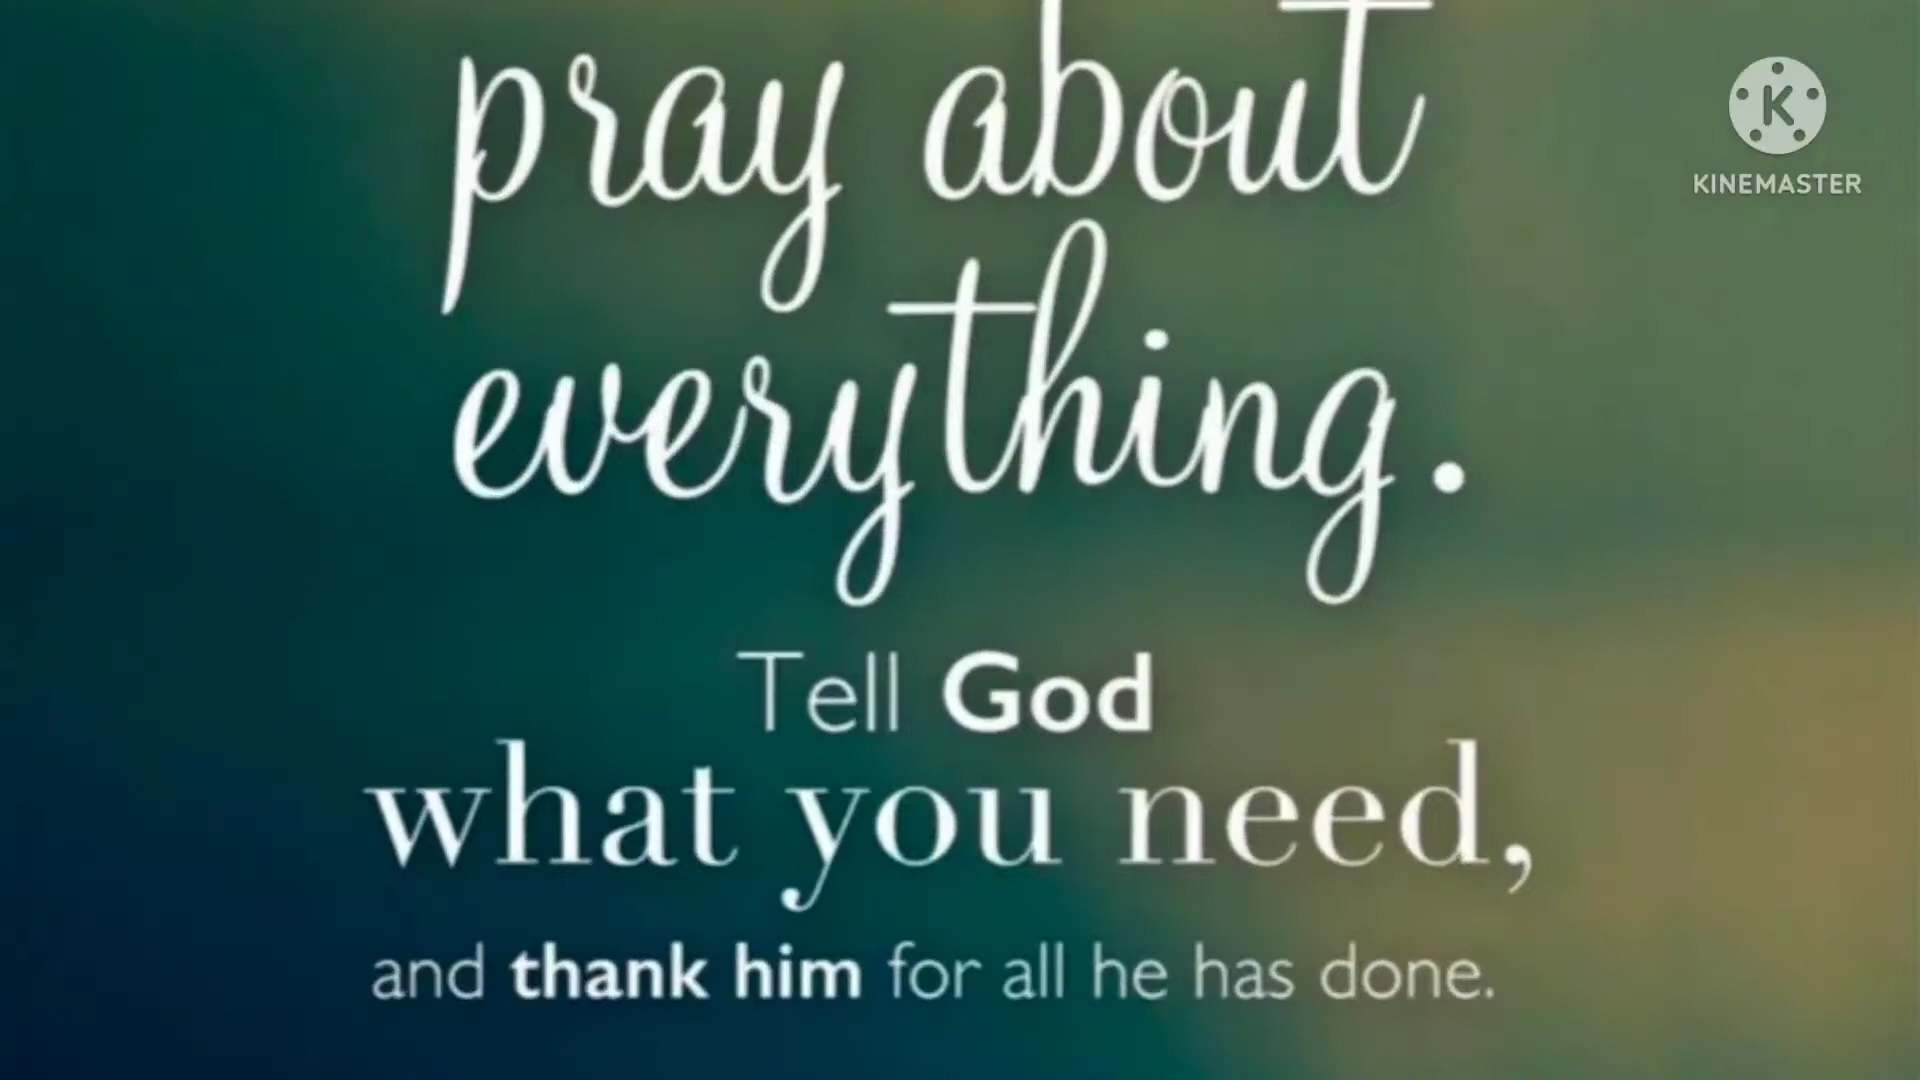 pray about
KINEMASTER
everything.
Tell God
what you need,
and thank him for all he has done.